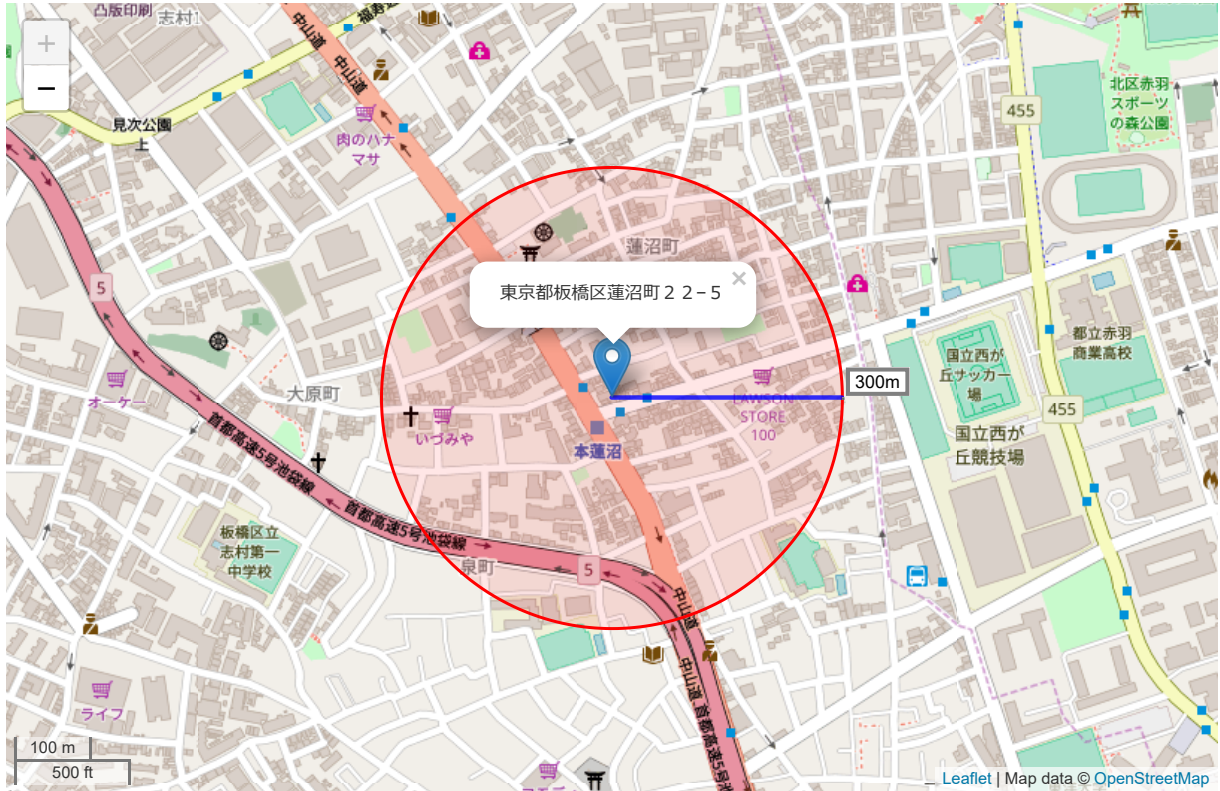 凸版印刷
志村1
中山道
福寿通
+
−
中山道
北区赤羽
スポーツ
の森公園
455
見次公園
上
肉のハナ
マサ
蓮沼町
×
東京都板橋区蓮沼町２２−５
5
都立赤羽
商業高校
国立西が
丘サッカー
場
300m
大原町
オーケー
LAWSON
STORE
100
455
いづみや
本蓮沼
国立西が
丘競技場
首都高速5号池袋線
首都高速5号池袋線
板橋区立
志村第一
中学校
泉町
5
中山道
中山道;首都高速5号池
ライフ
100 m
500 ft
Leaflet | Map data © OpenStreetMap